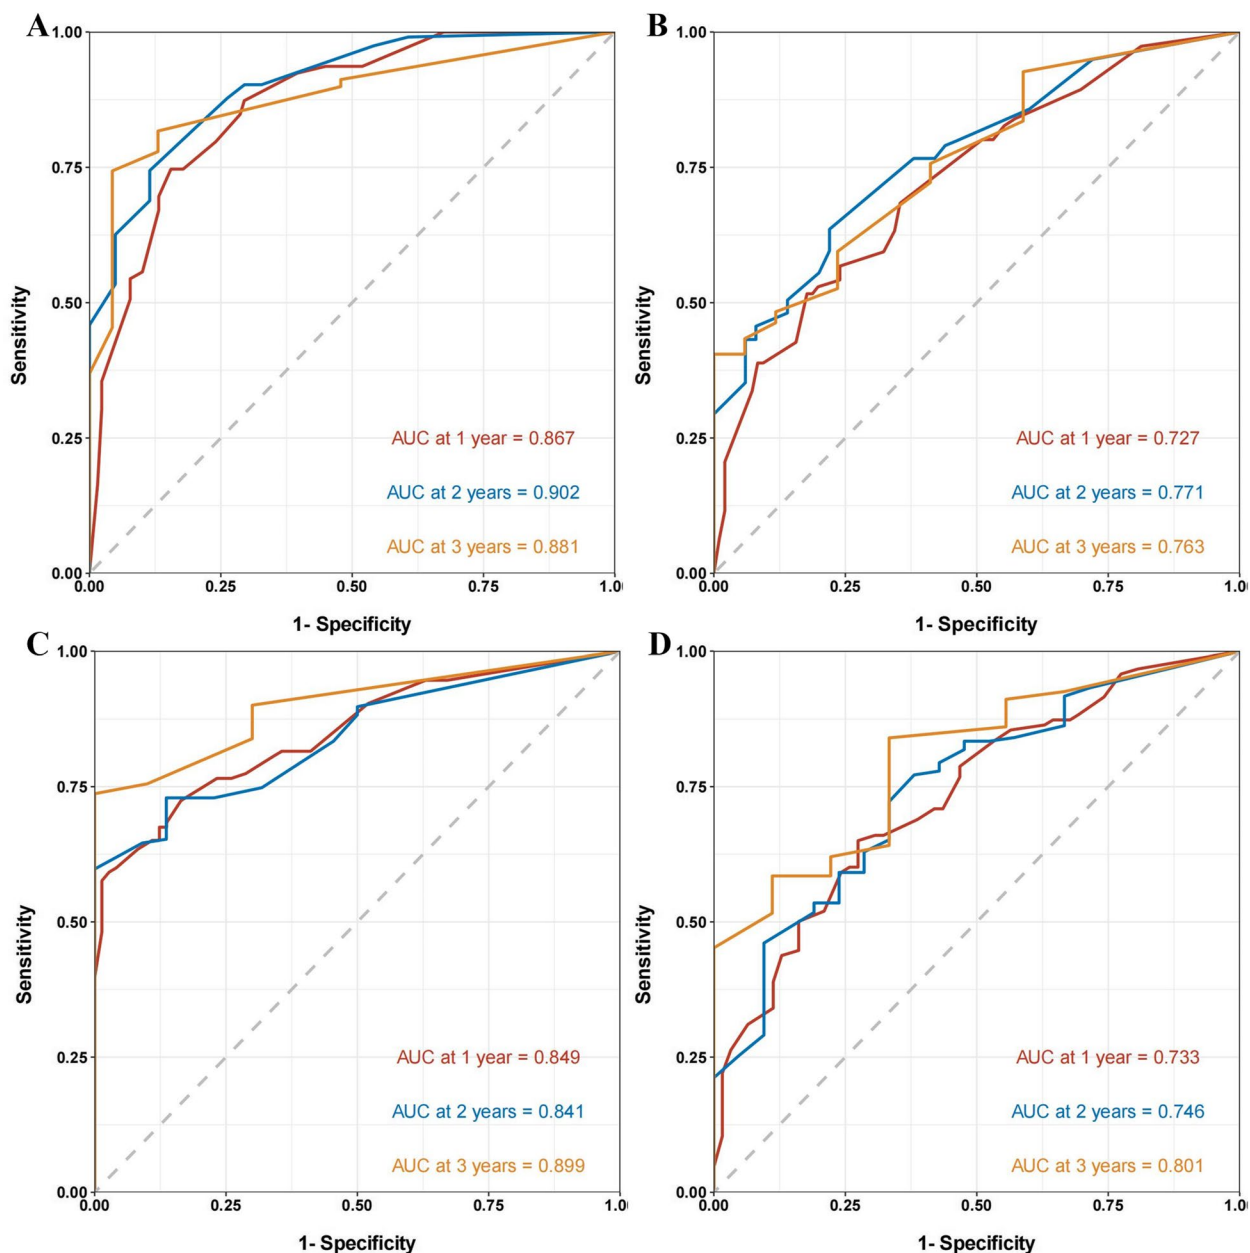 A
1.00
0.75
0.50
0.25
0.00
Sensitivity
AUC at 1 year = 0.867
AUC at 2 years = 0.902
AUC at 3 years = 0.881
0.00 0.25 0.50 0.75 1.0
1- Specificity
B
1.00
0.75
0.50
0.25
0.00
Sensitivity
AUC at 1 year = 0.727
AUC at 2 years = 0.771
AUC at 3 years = 0.763
0.00 0.25 0.50 0.75 1.0
1- Specificity
C
1.00
0.75
0.50
0.25
0.00
Sensitivity
AUC at 1 year = 0.849
AUC at 2 years = 0.841
AUC at 3 years = 0.899
0.00 0.25 0.50 0.75 1.0
1- Specificity
D
1.00
0.75
0.50
0.25
0.00
Sensitivity
AUC at 1 year = 0.733
AUC at 2 years = 0.746
AUC at 3 years = 0.801
0.00 0.25 0.50 0.75 1.0
1- Specificity